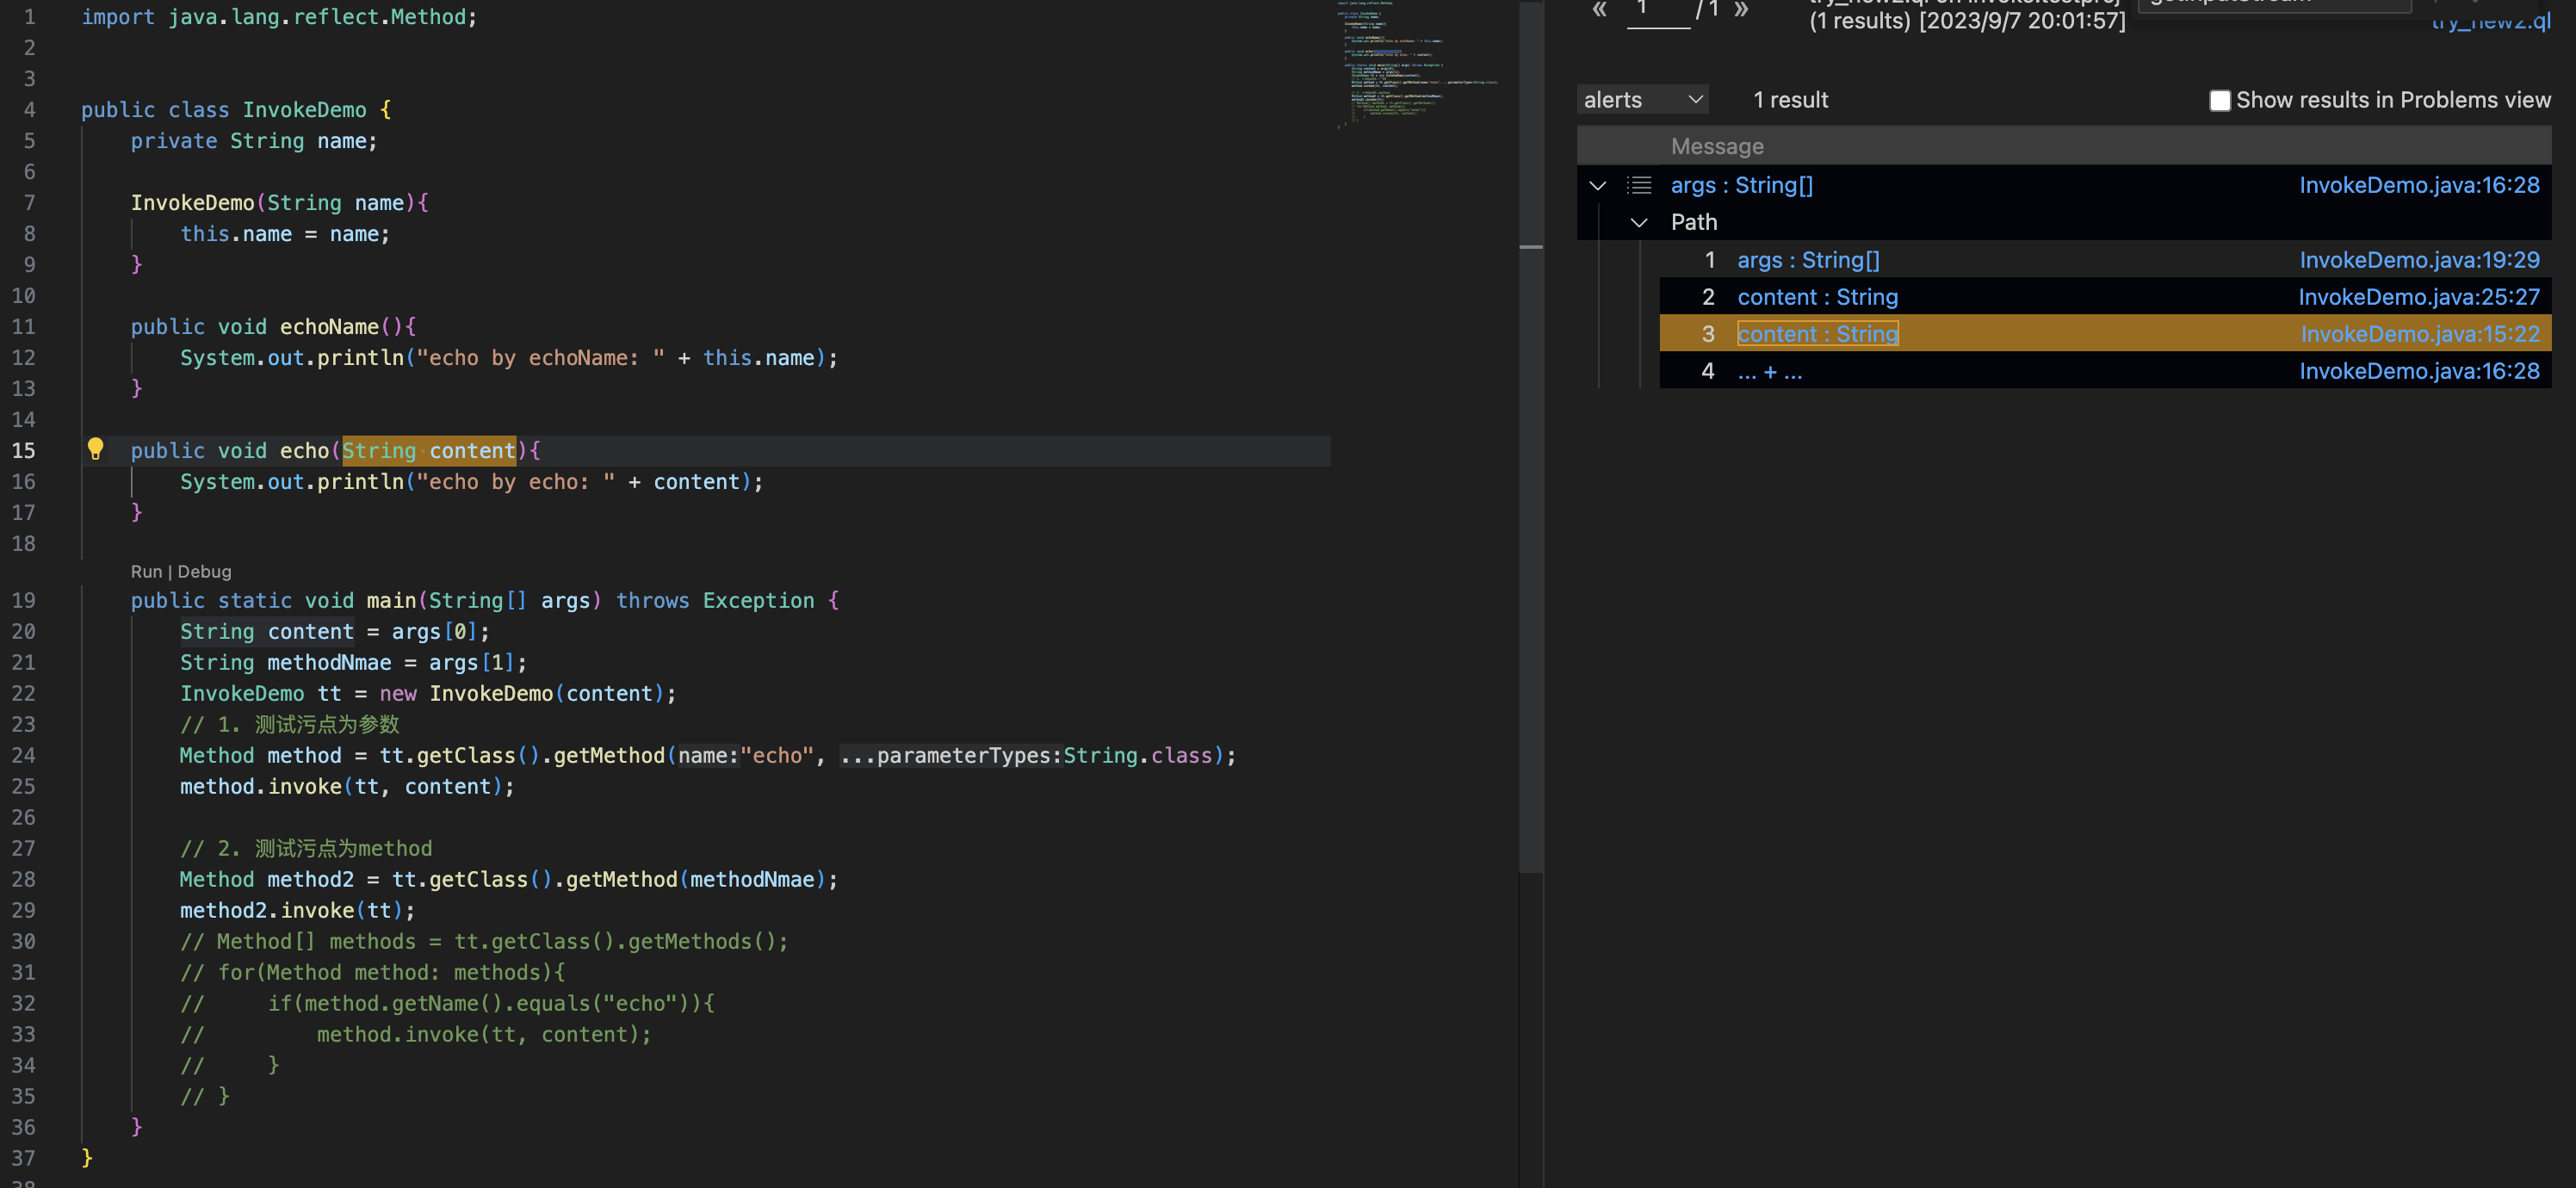 1 import java.lang.reflect.Method;
2
3
4 public class InvokeDemo {
5 private String name;
6
7 InvokeDemo(String name){
8 this.name = name;
9 }
10
11 public void echoName(){
12 System.out.println("echo by echoName: " + this.name);
13 }
14
15 public void echo(String content){
16 System.out.println("echo by echo: " + content);
17 }
18
Run | Debug
19 public static void main(String[] args) throws Exception {
20 String content = args[0];
21 String methodNmae = args[1];
22 InvokeDemo tt = new InvokeDemo(content);
23 // 1. 测试污点为参数
24 Method method = tt.getClass().getMethod(name:"echo", ...parameterTypes:String.class);
25 method.invoke(tt, content);
26
27 // 2. 测试污点为method
28 Method method2 = tt.getClass().getMethod(methodNmae);
29 method2.invoke(tt);
30 // Method[] methods = tt.getClass().getMethods();
31 // for(Method method: methods){
32 // if(method.getName().equals("echo")){
33 // method.invoke(tt, content);
34 // }
35 // }
36 }
37 }
« 1 / 1 »
(1 results) [2023/9/7 20:01:57]
try_new2.ql
alerts 1 result Show results in Problems view
Message
args : String[] InvokeDemo.java:16:28
Path
1 args : String[] InvokeDemo.java:19:29
2 content : String InvokeDemo.java:25:27
3 content : String InvokeDemo.java:15:22
4 ... + ... InvokeDemo.java:16:28